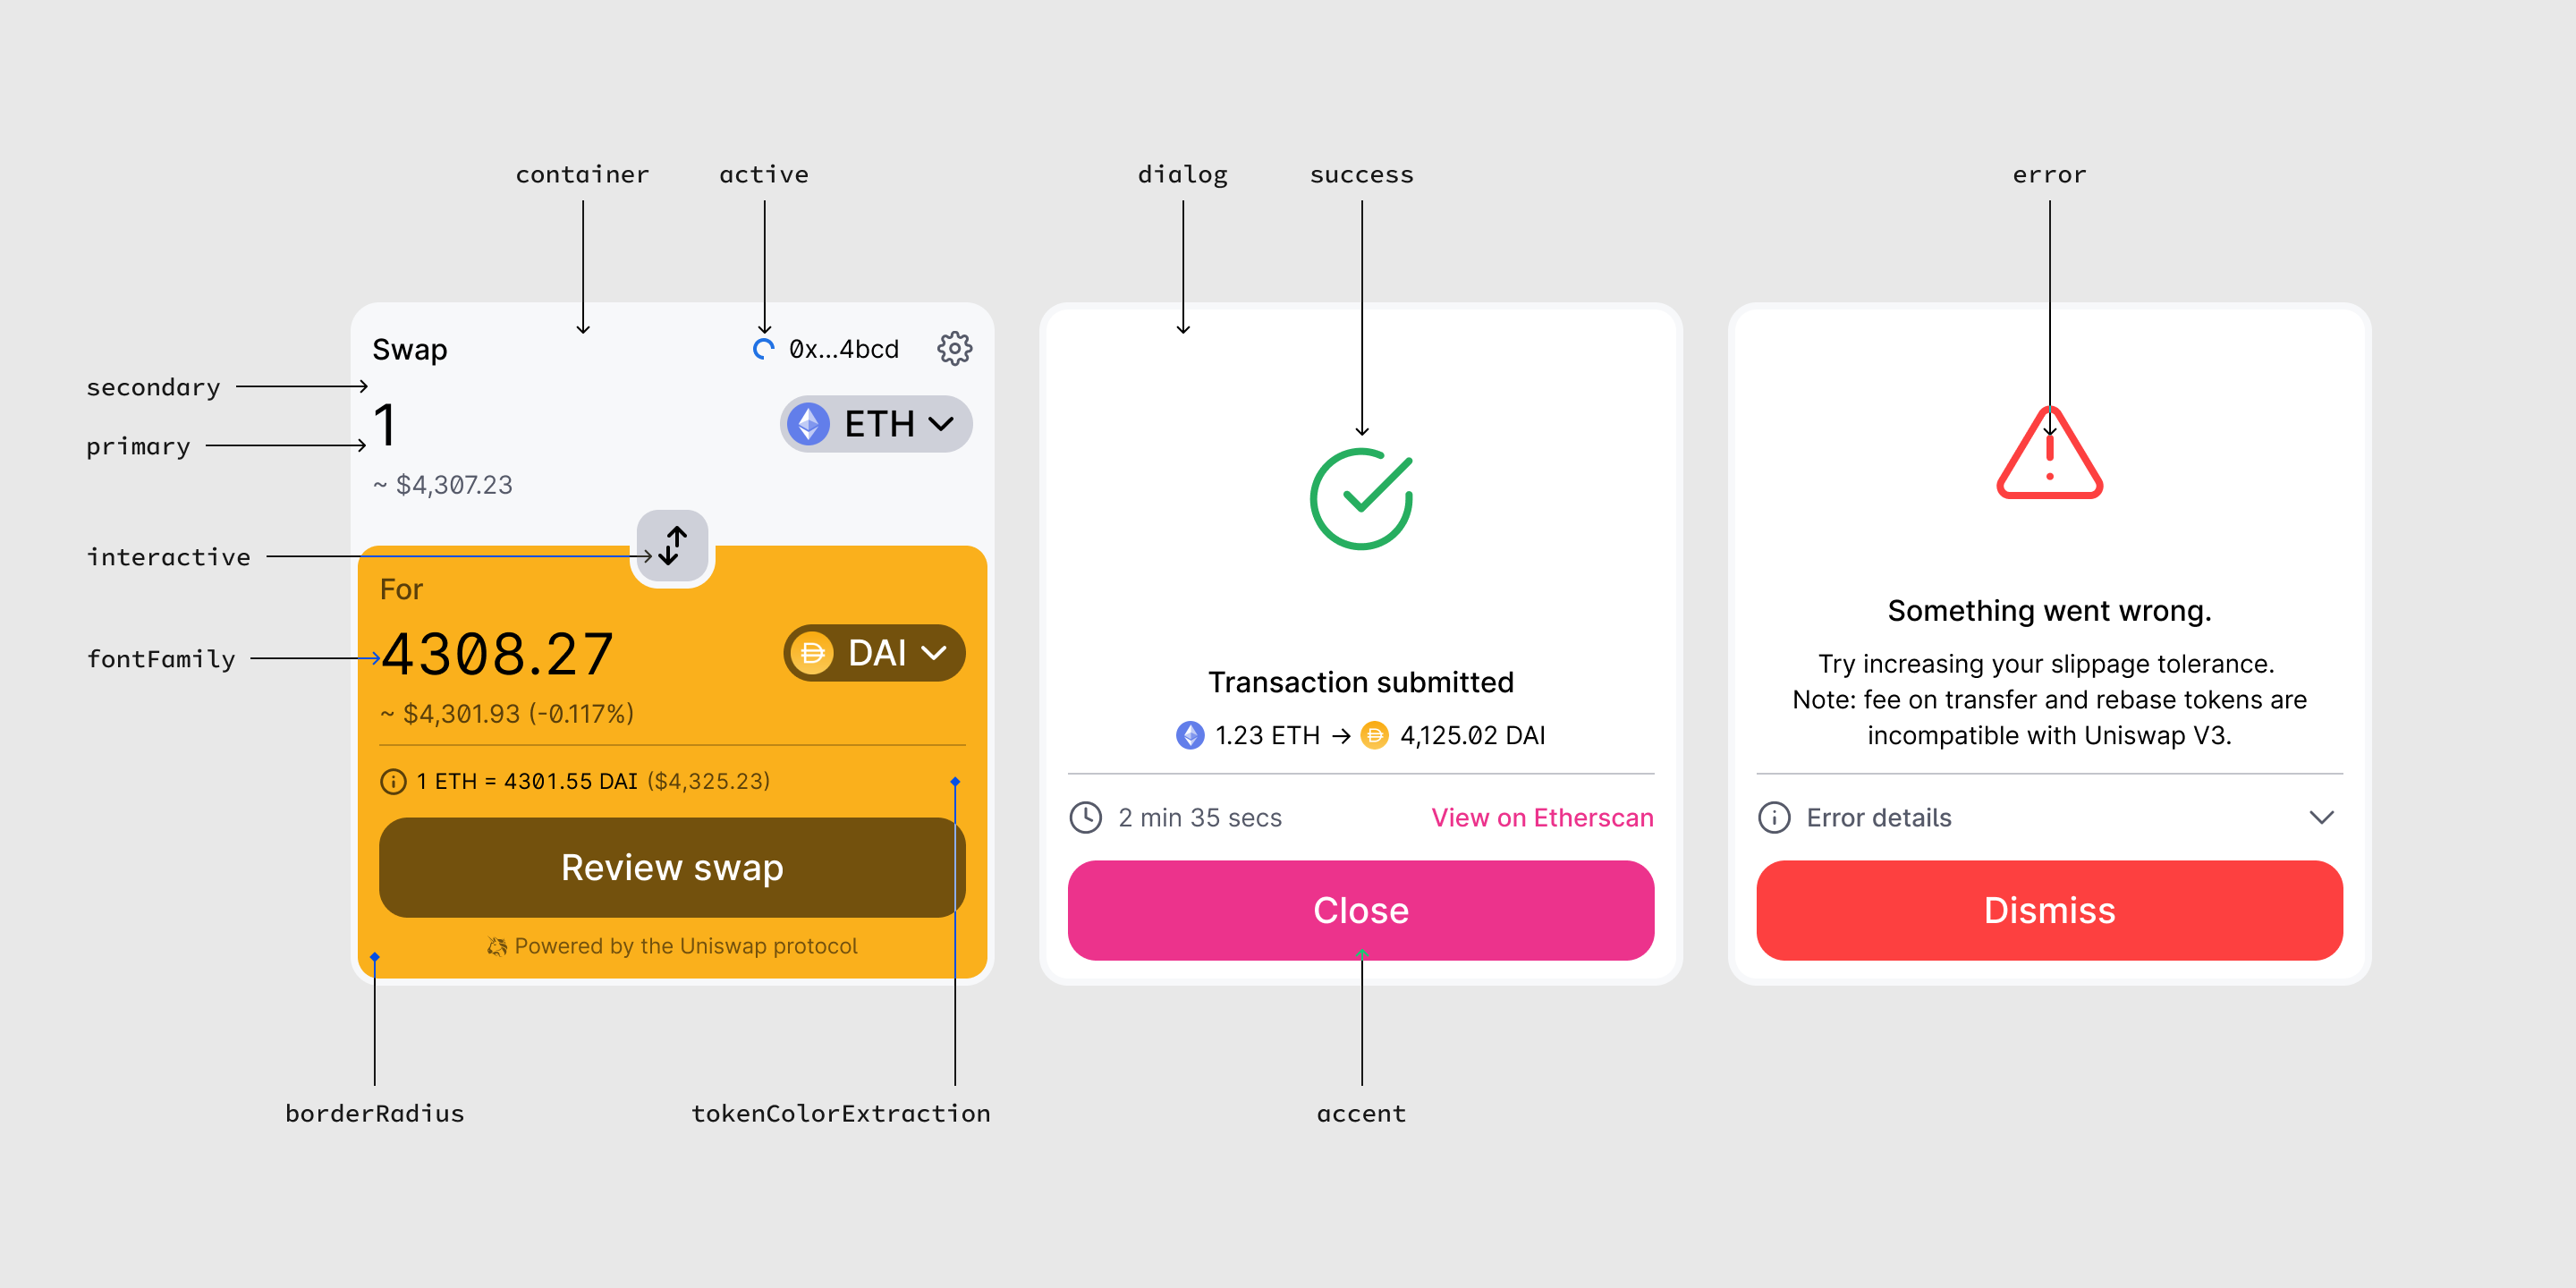 container
active
dialog
success
error
Swap
0x...4bcd
secondary
1
ETH
primary
~ $4,307.23
interactive
For
fontFamily
4308.27
DAI
~ $4,301.93 (-0.117%)
1 ETH = 4301.55 DAI ($4,325.23)
Review swap
Powered by the Uniswap protocol
borderRadius
tokenColorExtraction
Transaction submitted
1.23 ETH → 4,125.02 DAI
2 min 35 secs
View on Etherscan
Close
accent
Something went wrong.
Try increasing your slippage tolerance.
Note: fee on transfer and rebase tokens are
incompatible with Uniswap V3.
Error details
Dismiss